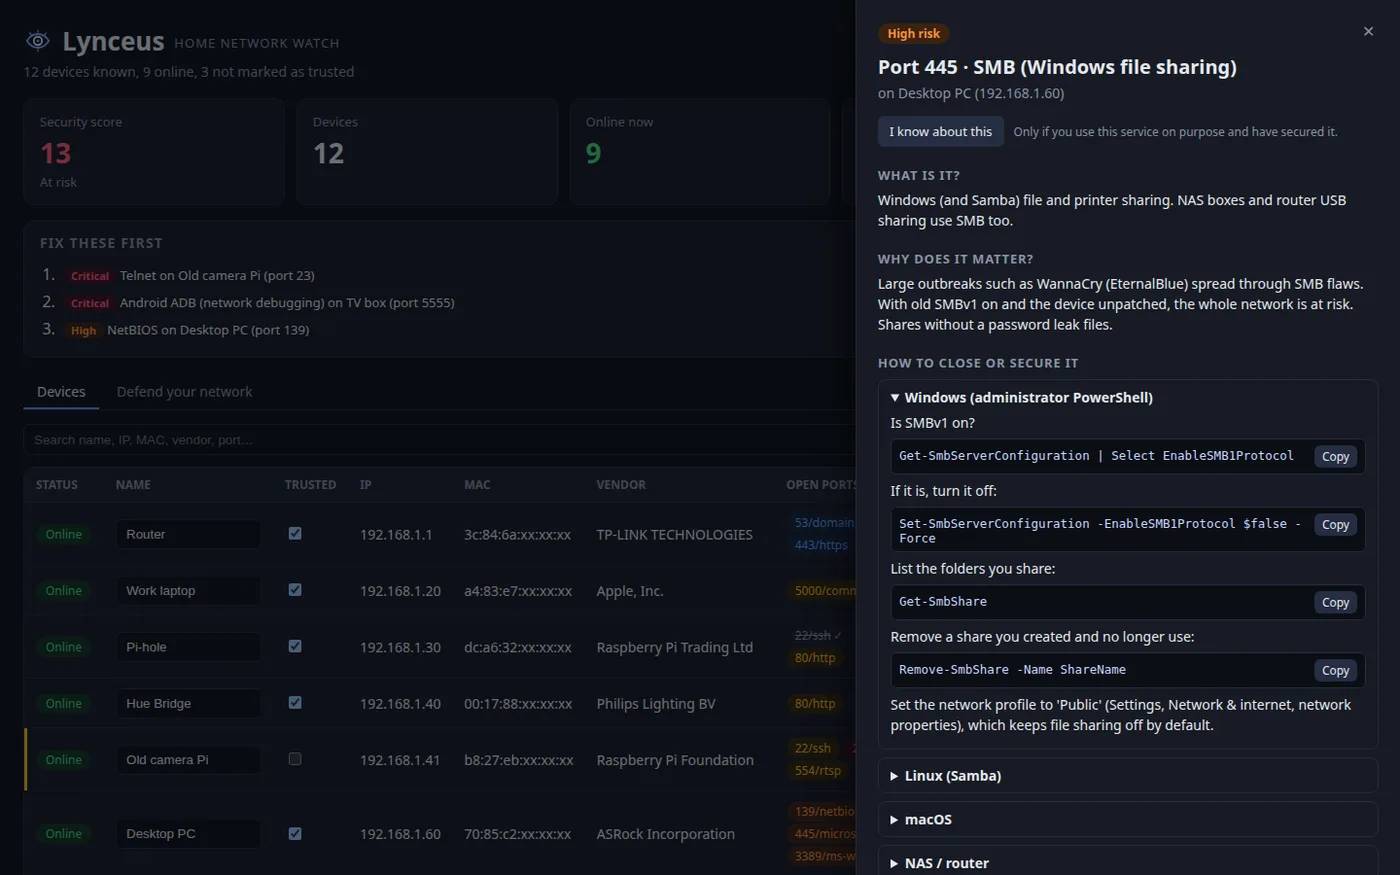 Lynceus HOME NETWORK WATCH
12 devices known, 9 online, 3 not marked as trusted
Security score
13
At risk
Devices
12
Online now
9
FIX THESE FIRST
1. Critical Telnet on Old camera Pi (port 23)
2. Critical Android ADB (network debugging) on TV box (port 5555)
3. High NetBIOS on Desktop PC (port 139)
Devices Defend your network
Search name, IP, MAC, vendor, port...
STATUS NAME TRUSTED IP MAC VENDOR OPEN PORTS
Online Router 192.168.1.1 3c:84:6a:xx:xx:xx TP-LINK TECHNOLOGIES 53/domain
443/https
Online Work laptop 192.168.1.20 a4:83:e7:xx:xx:xx Apple, Inc. 5000/comm
Online Pi-hole 192.168.1.30 dc:a6:32:xx:xx:xx Raspberry Pi Trading Ltd 22/ssh ✓
80/http
Online Hue Bridge 192.168.1.40 00:17:88:xx:xx:xx Philips Lighting BV 80/http
Online Old camera Pi 192.168.1.41 b8:27:eb:xx:xx:xx Raspberry Pi Foundation 22/ssh
554/rtsp
Online Desktop PC 192.168.1.60 70:85:c2:xx:xx:xx ASRock Incorporation 139/netbio
445/micros
3389/ms-w
High risk ✕
Port 445 · SMB (Windows file sharing)
on Desktop PC (192.168.1.60)
I know about this Only if you use this service on purpose and have secured it.
WHAT IS IT?
Windows (and Samba) file and printer sharing. NAS boxes and router USB
sharing use SMB too.
WHY DOES IT MATTER?
Large outbreaks such as WannaCry (EternalBlue) spread through SMB flaws.
With old SMBv1 on and the device unpatched, the whole network is at risk.
Shares without a password leak files.
HOW TO CLOSE OR SECURE IT
▼ Windows (administrator PowerShell)
Is SMBv1 on?
Get-SmbServerConfiguration | Select EnableSMB1Protocol Copy
If it is, turn it off:
Set-SmbServerConfiguration -EnableSMB1Protocol $false - Copy
Force
List the folders you share:
Get-SmbShare Copy
Remove a share you created and no longer use:
Remove-SmbShare -Name ShareName Copy
Set the network profile to 'Public' (Settings, Network & internet, network
properties), which keeps file sharing off by default.
▶ Linux (Samba)
▶ macOS
▶ NAS / router